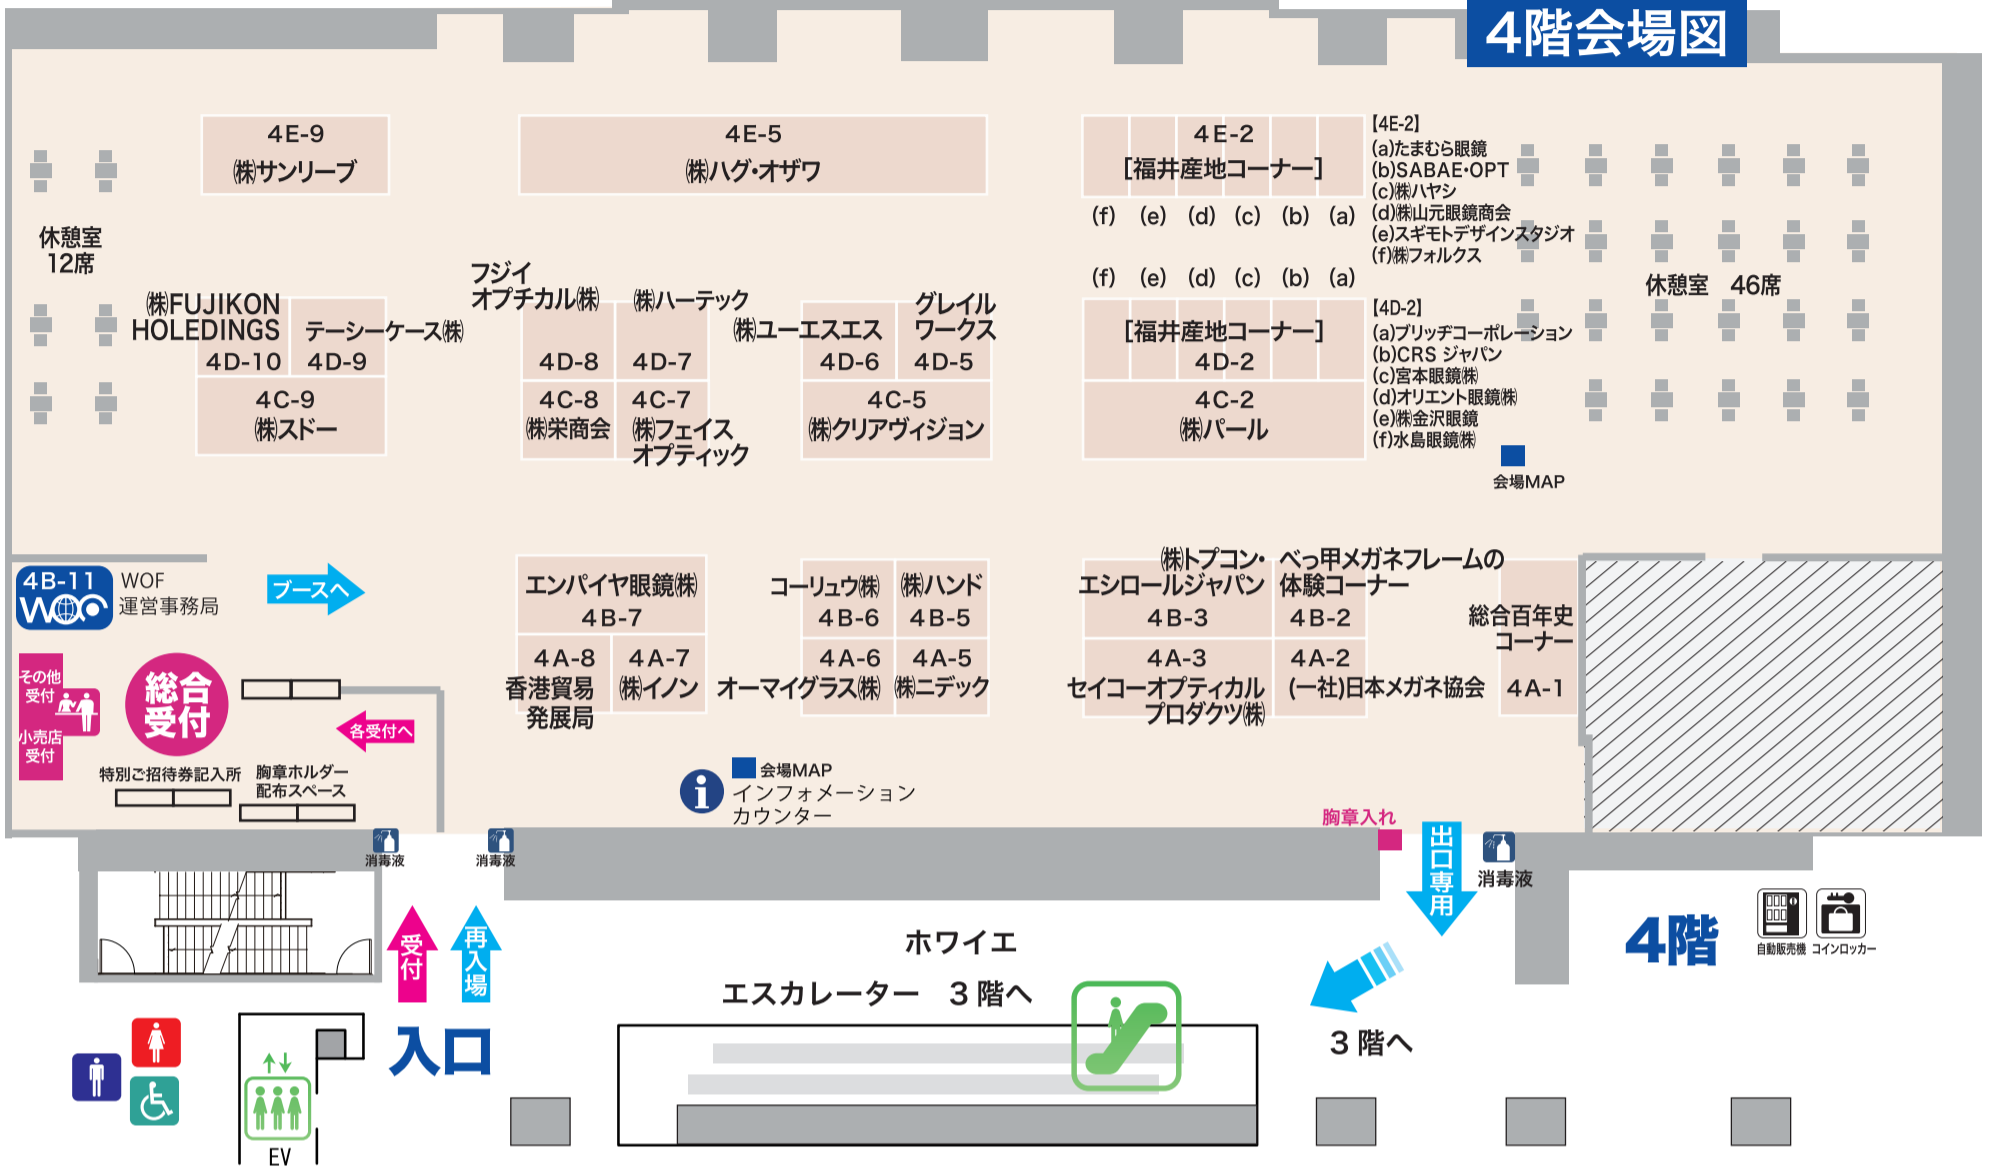 4階会場図
4E-9
㈱サンリーブ
4E-5
㈱ハグ・オザワ
4E-2
[福井産地コーナー]
(f) (e) (d) (c) (b) (a)
【4E-2】
(a)たまむら眼鏡
(b)SABAE・OPT
(c)㈱ハヤシ
(d)㈱山元眼鏡商会
(e)スギモトデザインスタジオ
(f)㈱フォルクス
休憩室
12席
休憩室 46席
㈱FUJIKON
HOLEDINGS
4D-10
テーシーケース㈱
4D-9
4C-9
㈱スドー
フジイ
オプチカル㈱
4D-8
㈱ハーテック
4D-7
4C-8
㈱栄商会
4C-7
㈱フェイス
オプティック
㈱ユーエスエス
4D-6
グレイル
ワークス
4D-5
4C-5
㈱クリアヴィジョン
(f) (e) (d) (c) (b) (a)
[福井産地コーナー]
4D-2
4C-2
㈱パール
【4D-2】
(a)ブリッヂコーポレーション
(b)CRS ジャパン
(c)宮本眼鏡㈱
(d)オリエント眼鏡㈱
(e)㈱金沢眼鏡
(f)水島眼鏡㈱
会場MAP
4B-11
WOF
WOF
運営事務局
ブースへ
エンパイヤ眼鏡㈱
4B-7
4A-8
香港貿易
発展局
4A-7
㈱イノン
コーリュウ㈱
4B-6
㈱ハンド
4B-5
4A-6
オーマイグラス㈱
4A-5
㈱ニデック
㈱トプコン・
エシロールジャパン
4B-3
べっ甲メガネフレームの
体験コーナー
4B-2
4A-3
セイコーオプティカル
プロダクツ㈱
4A-2
(一社)日本メガネ協会
総合百年史
コーナー
4A-1
その他
受付
小売店
受付
総合
受付
各受付へ
特別ご招待券記入所
胸章ホルダー
配布スペース
会場MAP
i
インフォメーション
カウンター
消毒液
消毒液
胸章入れ
出口専用
消毒液
受付
再入場
入口
ホワイエ
エスカレーター 3階へ
3階へ
4階
自動販売機
コインロッカー
EV